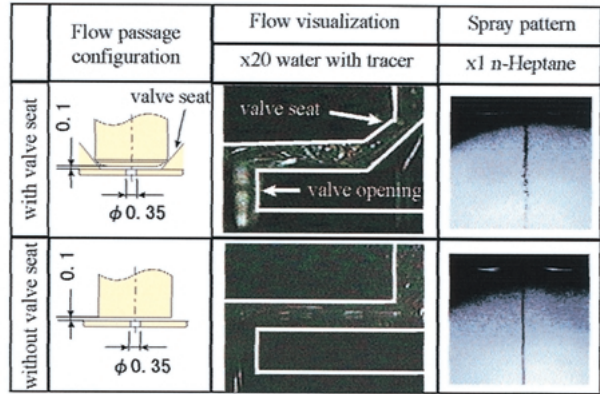 Flow passage
configuration
Flow visualization
Spray pattern
x20 water with tracer
x1 n-Heptane
with valve seat
0.1
valve seat
φ0.35
valve seat
valve opening
without valve seat
0.1
φ0.35